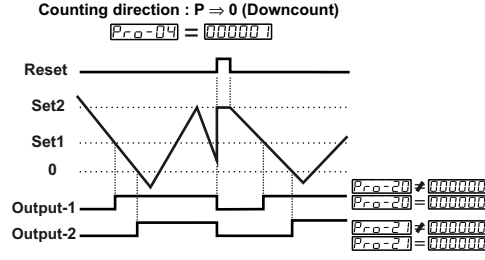 Counting direction : P ⇒ 0 (Downcount)
Pro-04 = 000001
Reset
Set2
Set1
0
Pro-20 ≠ 000000
Pro-20 = 000000
Output-1
Pro-21 ≠ 000000
Output-2
Pro-21 = 000000